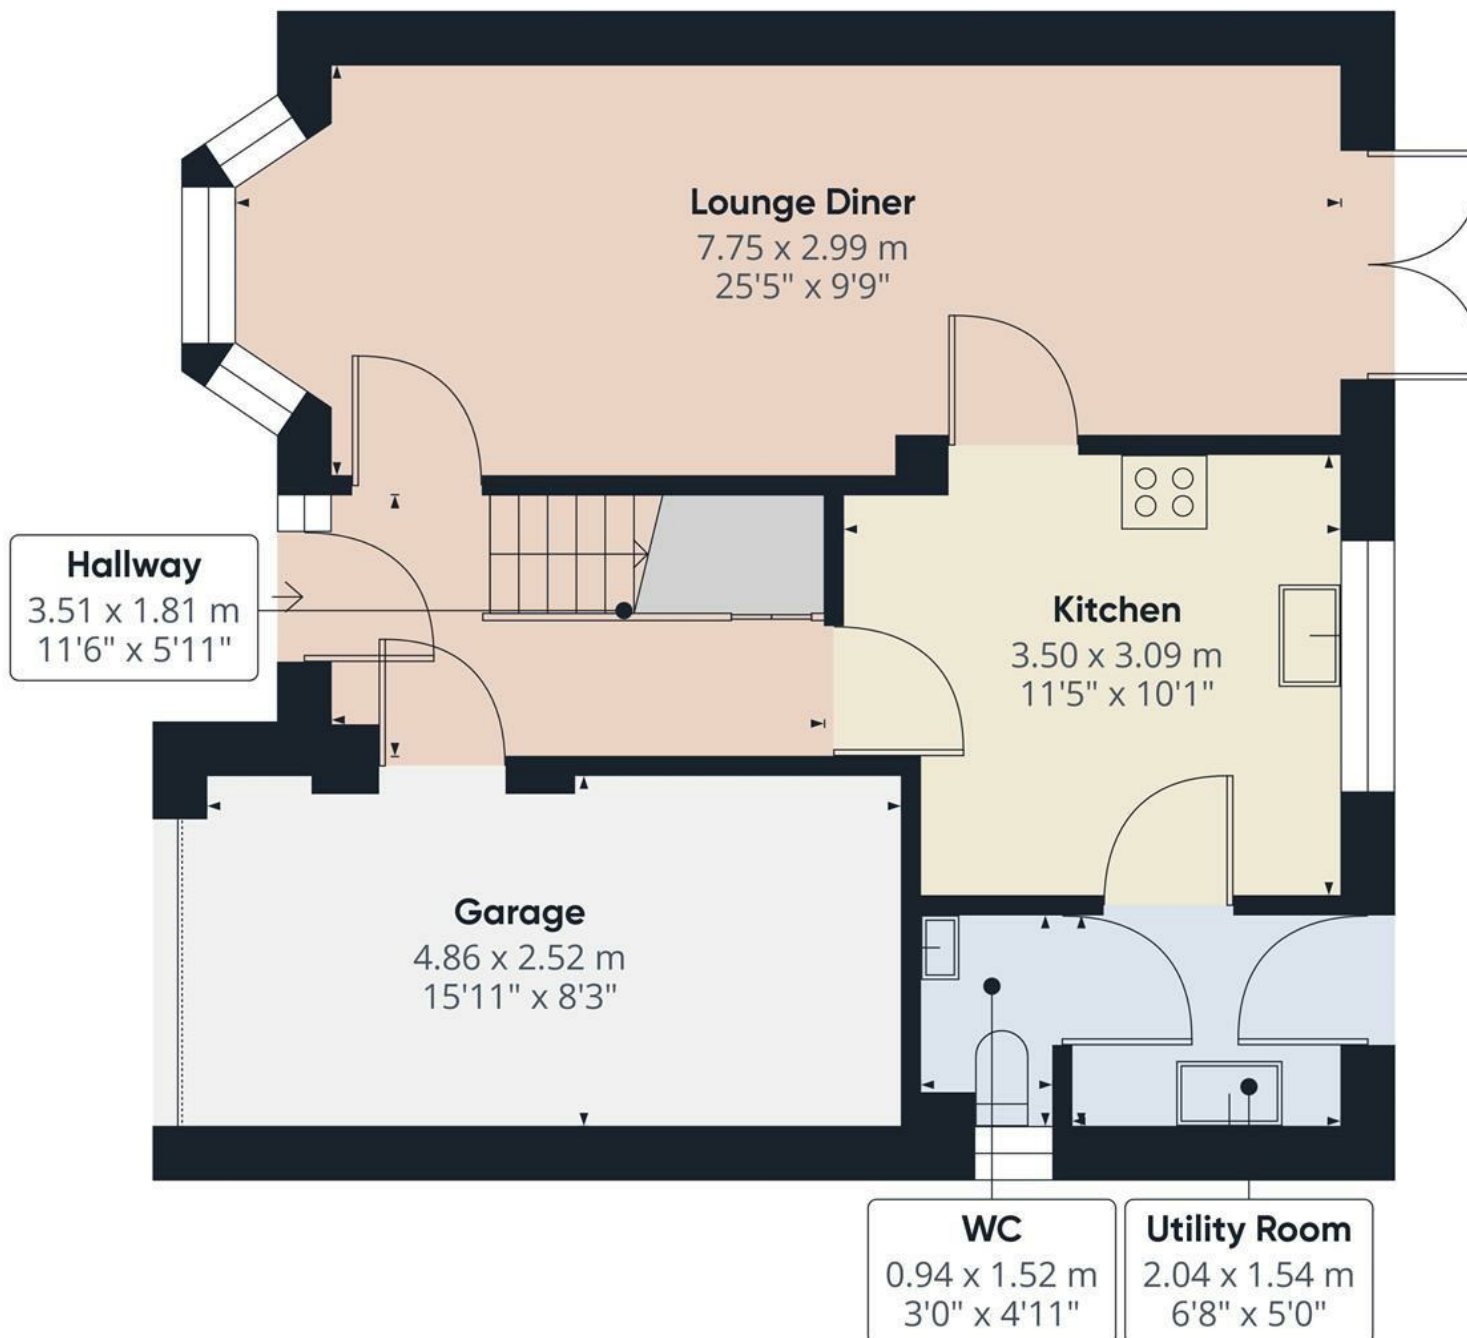 Lounge Diner
7.75 x 2.99 m
25'5" x 9'9"
Hallway
3.51 x 1.81 m
11'6" x 5'11"
Kitchen
3.50 x 3.09 m
11'5" x 10'1"
Garage
4.86 x 2.52 m
15'11" x 8'3"
WC
0.94 x 1.52 m
3'0" x 4'11"
Utility Room
2.04 x 1.54 m
6'8" x 5'0"